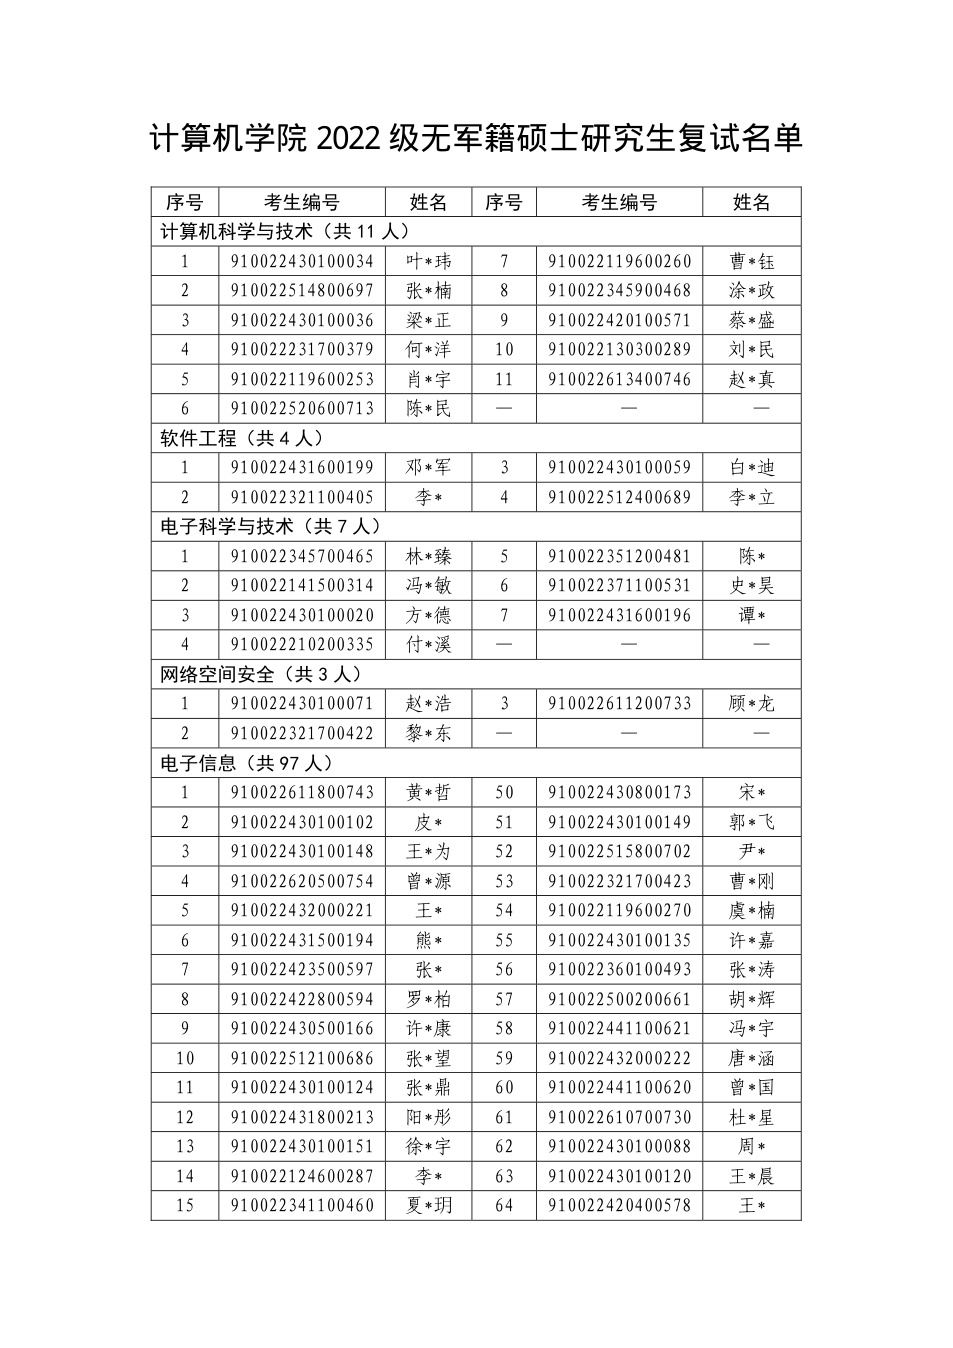 计算机学院 2022 级无军籍硕士研究生复试名单
序号 考生编号 姓名 序号 考生编号 姓名
计算机科学与技术（共 11 人）
1 910022430100034 叶*玮 7 910022119600260 曹*钰
2 910022514800697 张*楠 8 910022345900468 涂*政
3 910022430100036 梁*正 9 910022420100571 蔡*盛
4 910022231700379 何*洋 10 910022130300289 刘*民
5 910022119600253 肖*宇 11 910022613400746 赵*真
6 910022520600713 陈*民 — — —
软件工程（共 4 人）
1 910022431600199 邓*军 3 910022430100059 白*迪
2 910022321100405 李* 4 910022512400689 李*立
电子科学与技术（共 7 人）
1 910022345700465 林*臻 5 910022351200481 陈*
2 910022141500314 冯*敏 6 910022371100531 史*昊
3 910022430100020 方*德 7 910022431600196 谭*
4 910022210200335 付*溪 — — —
网络空间安全（共 3 人）
1 910022430100071 赵*浩 3 910022611200733 顾*龙
2 910022321700422 黎*东 — — —
电子信息（共 97 人）
1 910022611800743 黄*哲 50 910022430800173 宋*
2 910022430100102 皮* 51 910022430100149 郭*飞
3 910022430100148 王*为 52 910022515800702 尹*
4 910022620500754 曾*源 53 910022321700423 曹*刚
5 910022432000221 王* 54 910022119600270 虞*楠
6 910022431500194 熊* 55 910022430100135 许*嘉
7 910022423500597 张* 56 910022360100493 张*涛
8 910022422800594 罗*柏 57 910022500200661 胡*辉
9 910022430500166 许*康 58 910022441100621 冯*宇
10 910022512100686 张*望 59 910022432000222 唐*涵
11 910022430100124 张*鼎 60 910022441100620 曾*国
12 910022431800213 阳*彤 61 910022610700730 杜*星
13 910022430100151 徐*宇 62 910022430100088 周*
14 910022124600287 李* 63 910022430100120 王*晨
15 910022341100460 夏*玥 64 910022420400578 王*